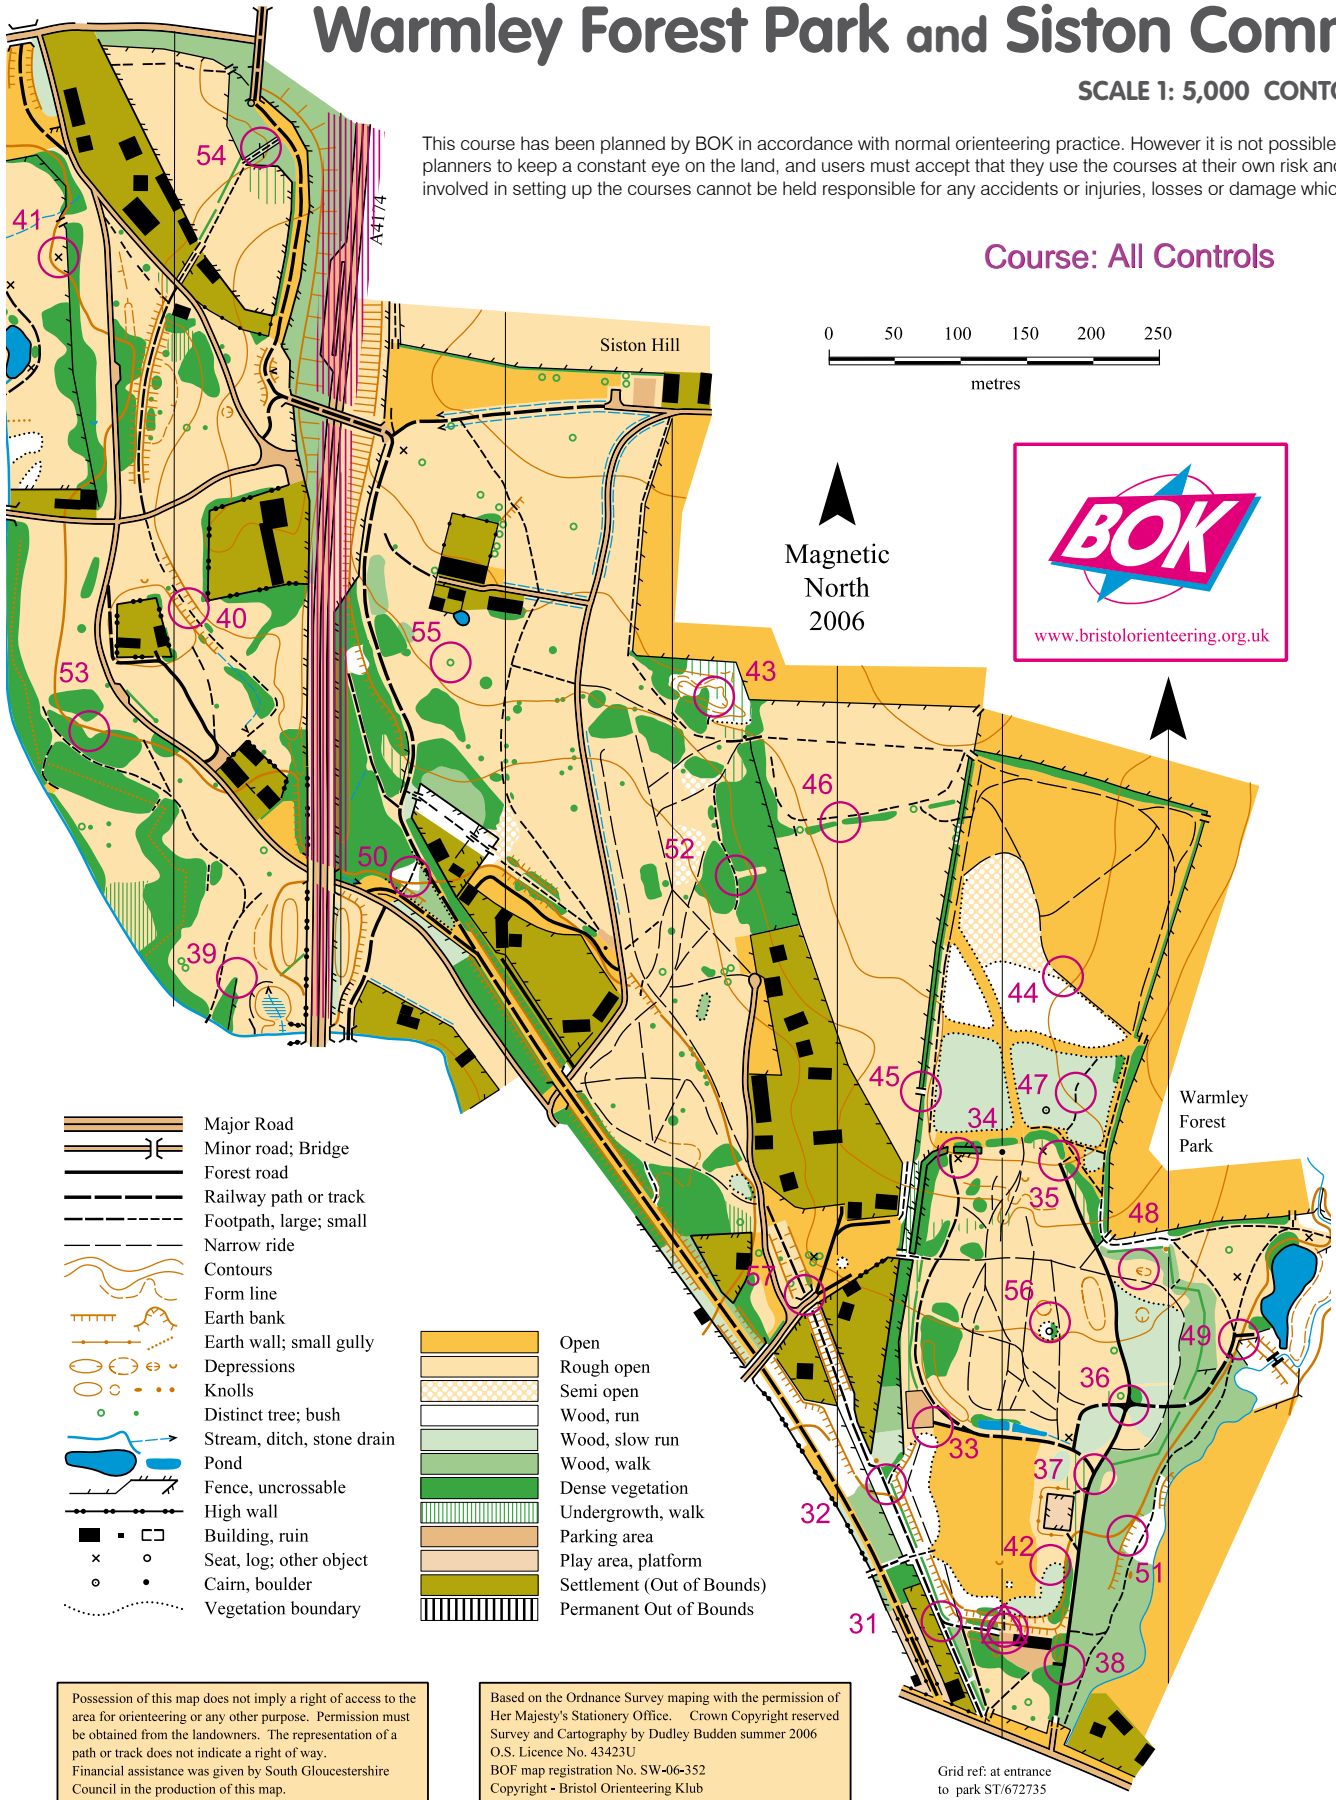 Warmley Forest Park and Siston Comm
SCALE 1: 5,000 CONTO
This course has been planned by BOK in accordance with normal orienteering practice. However it is not possible
planners to keep a constant eye on the land, and users must accept that they use the courses at their own risk and
involved in setting up the courses cannot be held responsible for any accidents or injuries, losses or damage whic
Course: All Controls
0 50 100 150 200 250
metres
Siston Hill
A4174
Magnetic
North
2006
BOK
www.bristolorienteering.org.uk
54
41
40
55
53
43
46
52
50
39
44
45
47
34
35
48
Warmley
Forest
Park
57
56
49
36
33
37
32
42
51
31
38
Major Road
Minor road; Bridge
Forest road
Railway path or track
Footpath, large; small
Narrow ride
Contours
Form line
Earth bank
Earth wall; small gully
Depressions
Knolls
Distinct tree; bush
Stream, ditch, stone drain
Pond
Fence, uncrossable
High wall
Building, ruin
Seat, log; other object
Cairn, boulder
Vegetation boundary
Open
Rough open
Semi open
Wood, run
Wood, slow run
Wood, walk
Dense vegetation
Undergrowth, walk
Parking area
Play area, platform
Settlement (Out of Bounds)
Permanent Out of Bounds
Possession of this map does not imply a right of access to the
area for orienteering or any other purpose. Permission must
be obtained from the landowners. The representation of a
path or track does not indicate a right of way.
Financial assistance was given by South Gloucestershire
Council in the production of this map.
Based on the Ordnance Survey maping with the permission of
Her Majesty's Stationery Office. Crown Copyright reserved
Survey and Cartography by Dudley Budden summer 2006
O.S. Licence No. 43423U
BOF map registration No. SW-06-352
Copyright - Bristol Orienteering Klub
Grid ref: at entrance
to park ST/672735